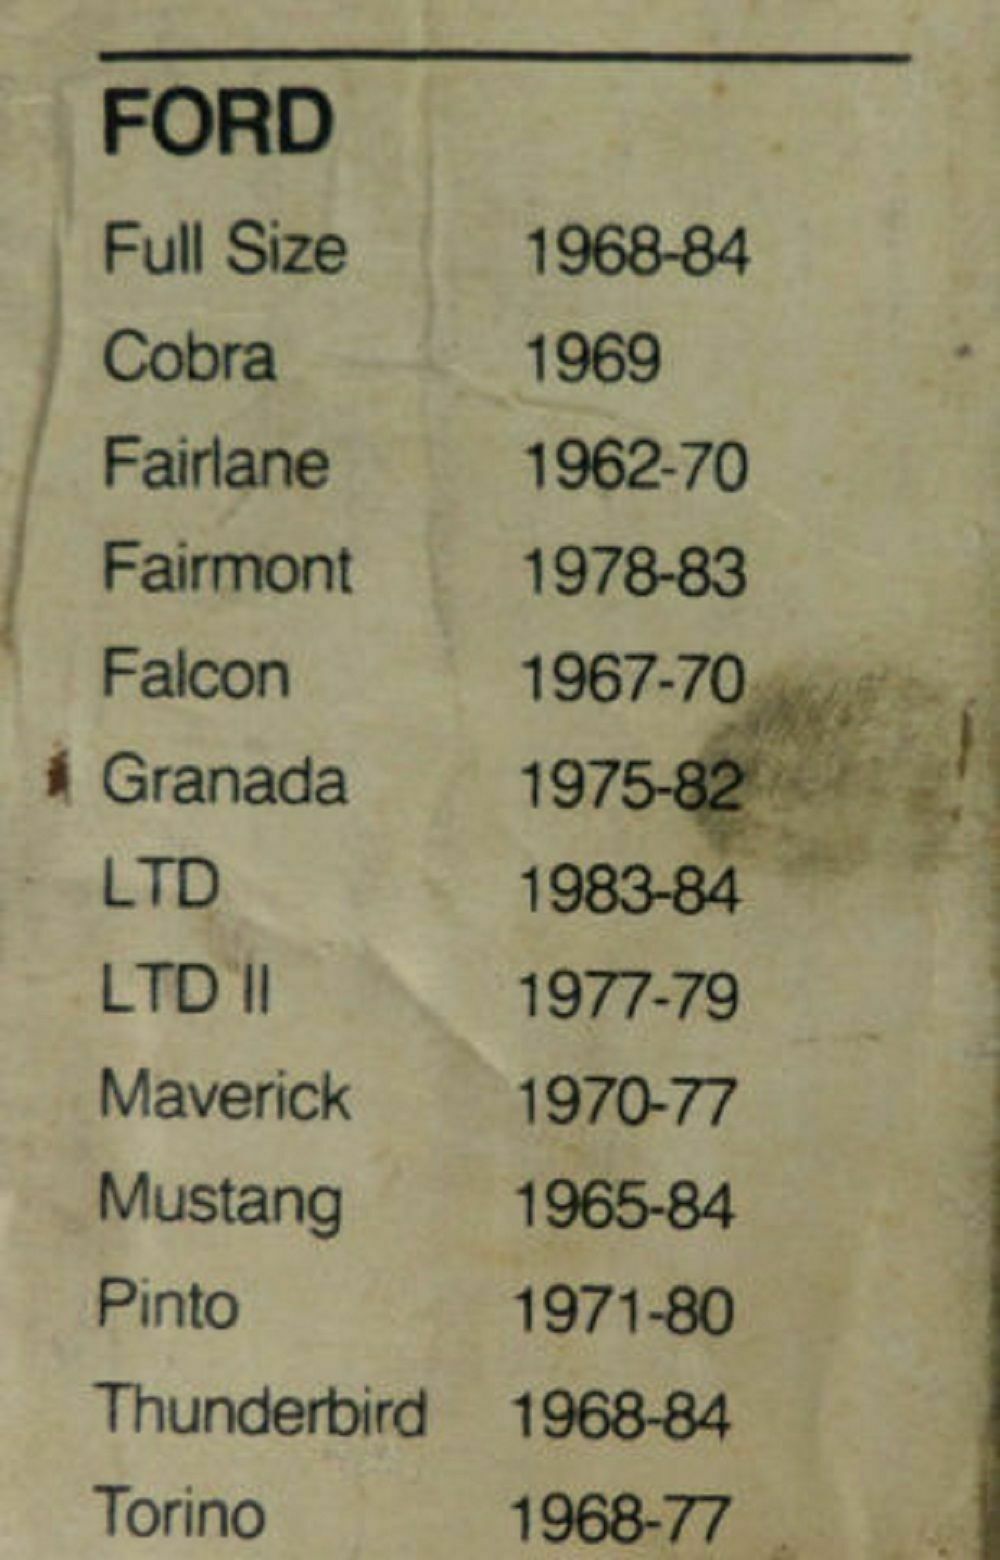 FORD
Full Size 1968-84
Cobra 1969
Fairlane 1962-70
Fairmont 1978-83
Falcon 1967-70
Granada 1975-82
LTD 1983-84
LTD II 1977-79
Maverick 1970-77
Mustang 1965-84
Pinto 1971-80
Thunderbird 1968-84
Torino 1968-77